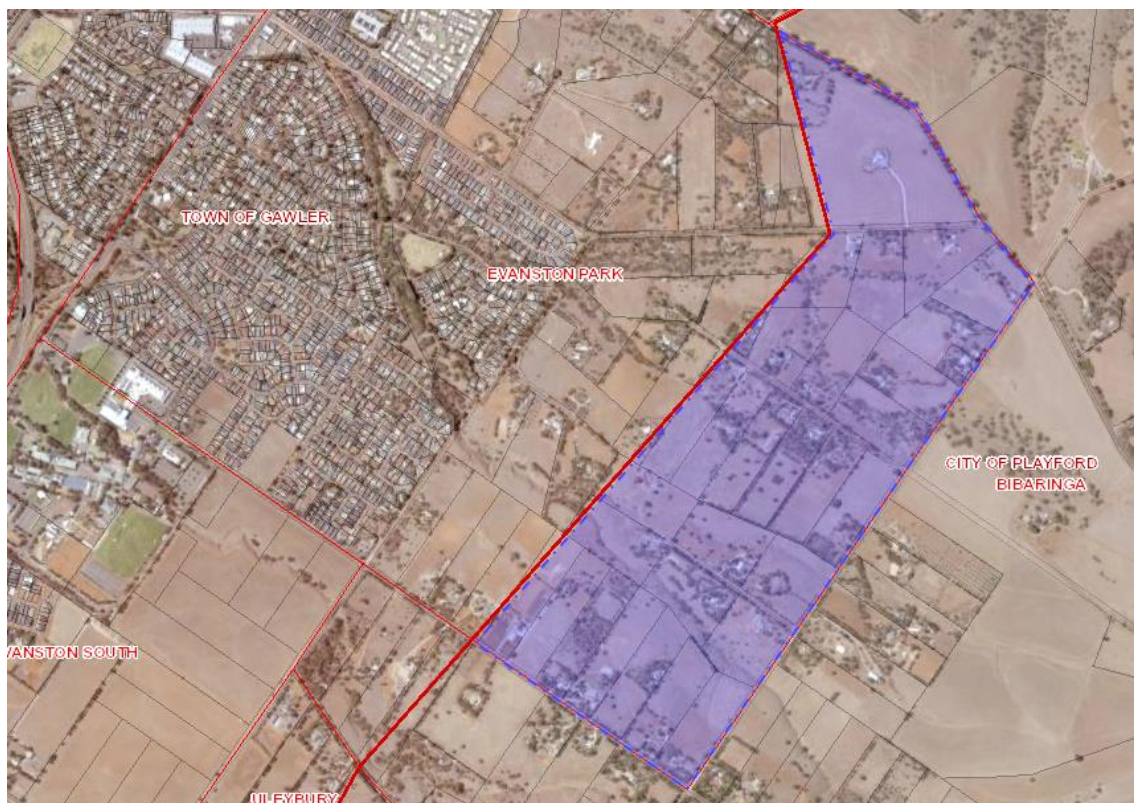 TOWN OF GAWLER
EVANSTON PARK
CITY OF PLAYFORD
BIBARINGA
VANSTON SOUTH
ULEYBURY